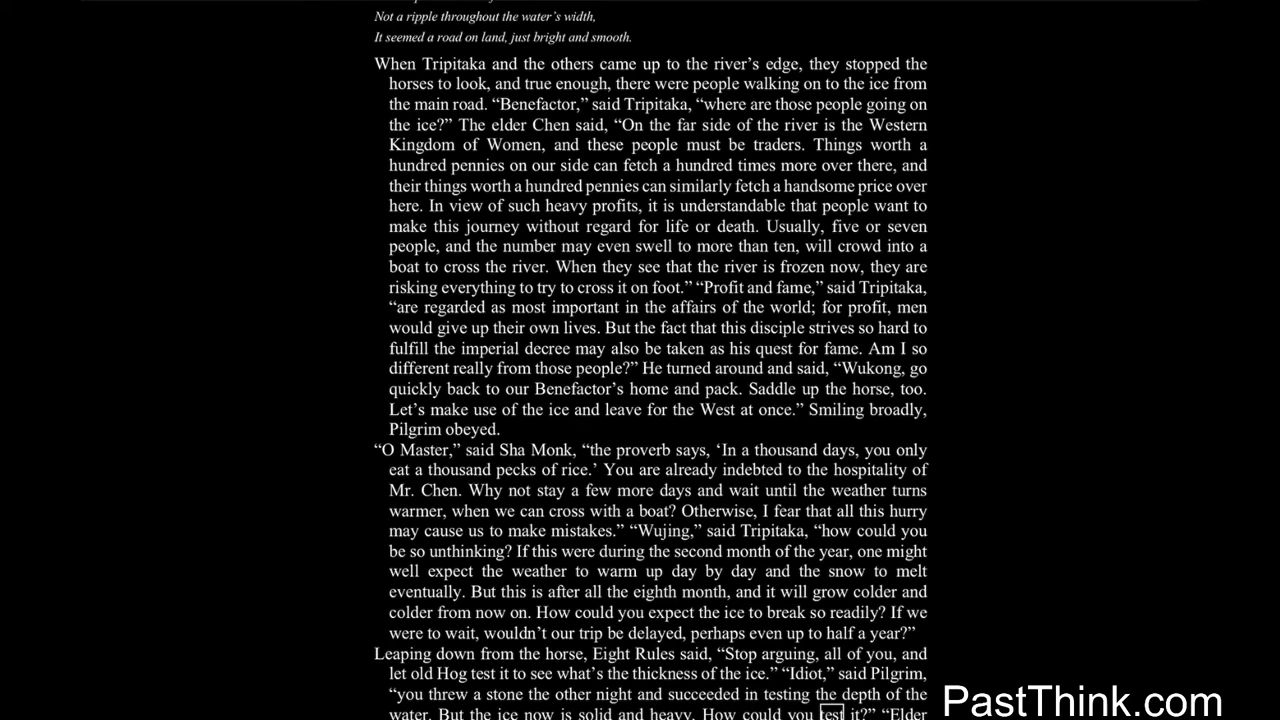 Not a ripple throughout the water’s width,
It seemed a road on land, just bright and smooth.
When Tripitaka and the others came up to the river’s edge, they stopped the
horses to look, and true enough, there were people walking on to the ice from
the main road. “Benefactor,” said Tripitaka, “where are those people going on
the ice?” The elder Chen said, “On the far side of the river is the Western
Kingdom of Women, and these people must be traders. Things worth a
hundred pennies on our side can fetch a hundred times more over there, and
their things worth a hundred pennies can similarly fetch a handsome price over
here. In view of such heavy profits, it is understandable that people want to
make this journey without regard for life or death. Usually, five or seven
people, and the number may even swell to more than ten, will crowd into a
boat to cross the river. When they see that the river is frozen now, they are
risking everything to try to cross it on foot.” “Profit and fame,” said Tripitaka,
“are regarded as most important in the affairs of the world; for profit, men
would give up their own lives. But the fact that this disciple strives so hard to
fulfill the imperial decree may also be taken as his quest for fame. Am I so
different really from those people?” He turned around and said, “Wukong, go
quickly back to our Benefactor’s home and pack. Saddle up the horse, too.
Let’s make use of the ice and leave for the West at once.” Smiling broadly,
Pilgrim obeyed.
“O Master,” said Sha Monk, “the proverb says, ‘In a thousand days, you only
eat a thousand pecks of rice.’ You are already indebted to the hospitality of
Mr. Chen. Why not stay a few more days and wait until the weather turns
warmer, when we can cross with a boat? Otherwise, I fear that all this hurry
may cause us to make mistakes.” “Wujing,” said Tripitaka, “how could you
be so unthinking? If this were during the second month of the year, one might
well expect the weather to warm up day by day and the snow to melt
eventually. But this is after all the eighth month, and it will grow colder and
colder from now on. How could you expect the ice to break so readily? If we
were to wait, wouldn’t our trip be delayed, perhaps even up to half a year?”
Leaping down from the horse, Eight Rules said, “Stop arguing, all of you, and
let old Hog test it to see what’s the thickness of the ice.” “Idiot,” said Pilgrim,
“you threw a stone the other night and succeeded in testing the depth of the
water. But the ice now is solid and heavy. How could you test it?” “Elder
PastThink.com